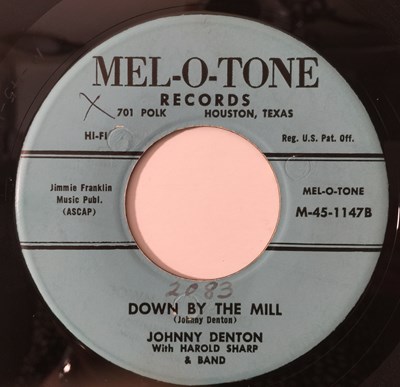 MEL-O-TONE
RECORDS
X 701 POLK HOUSTON, TEXAS
HI-FI Reg. U.S. Pat. Off.
Jimmie Franklin
Music Publ.
(ASCAP)
MEL-O-TONE
M-45-1147B
2083
DOWN BY THE MILL
(Johnny Denton)
JOHNNY DENTON
With HAROLD SHARP
& BAND